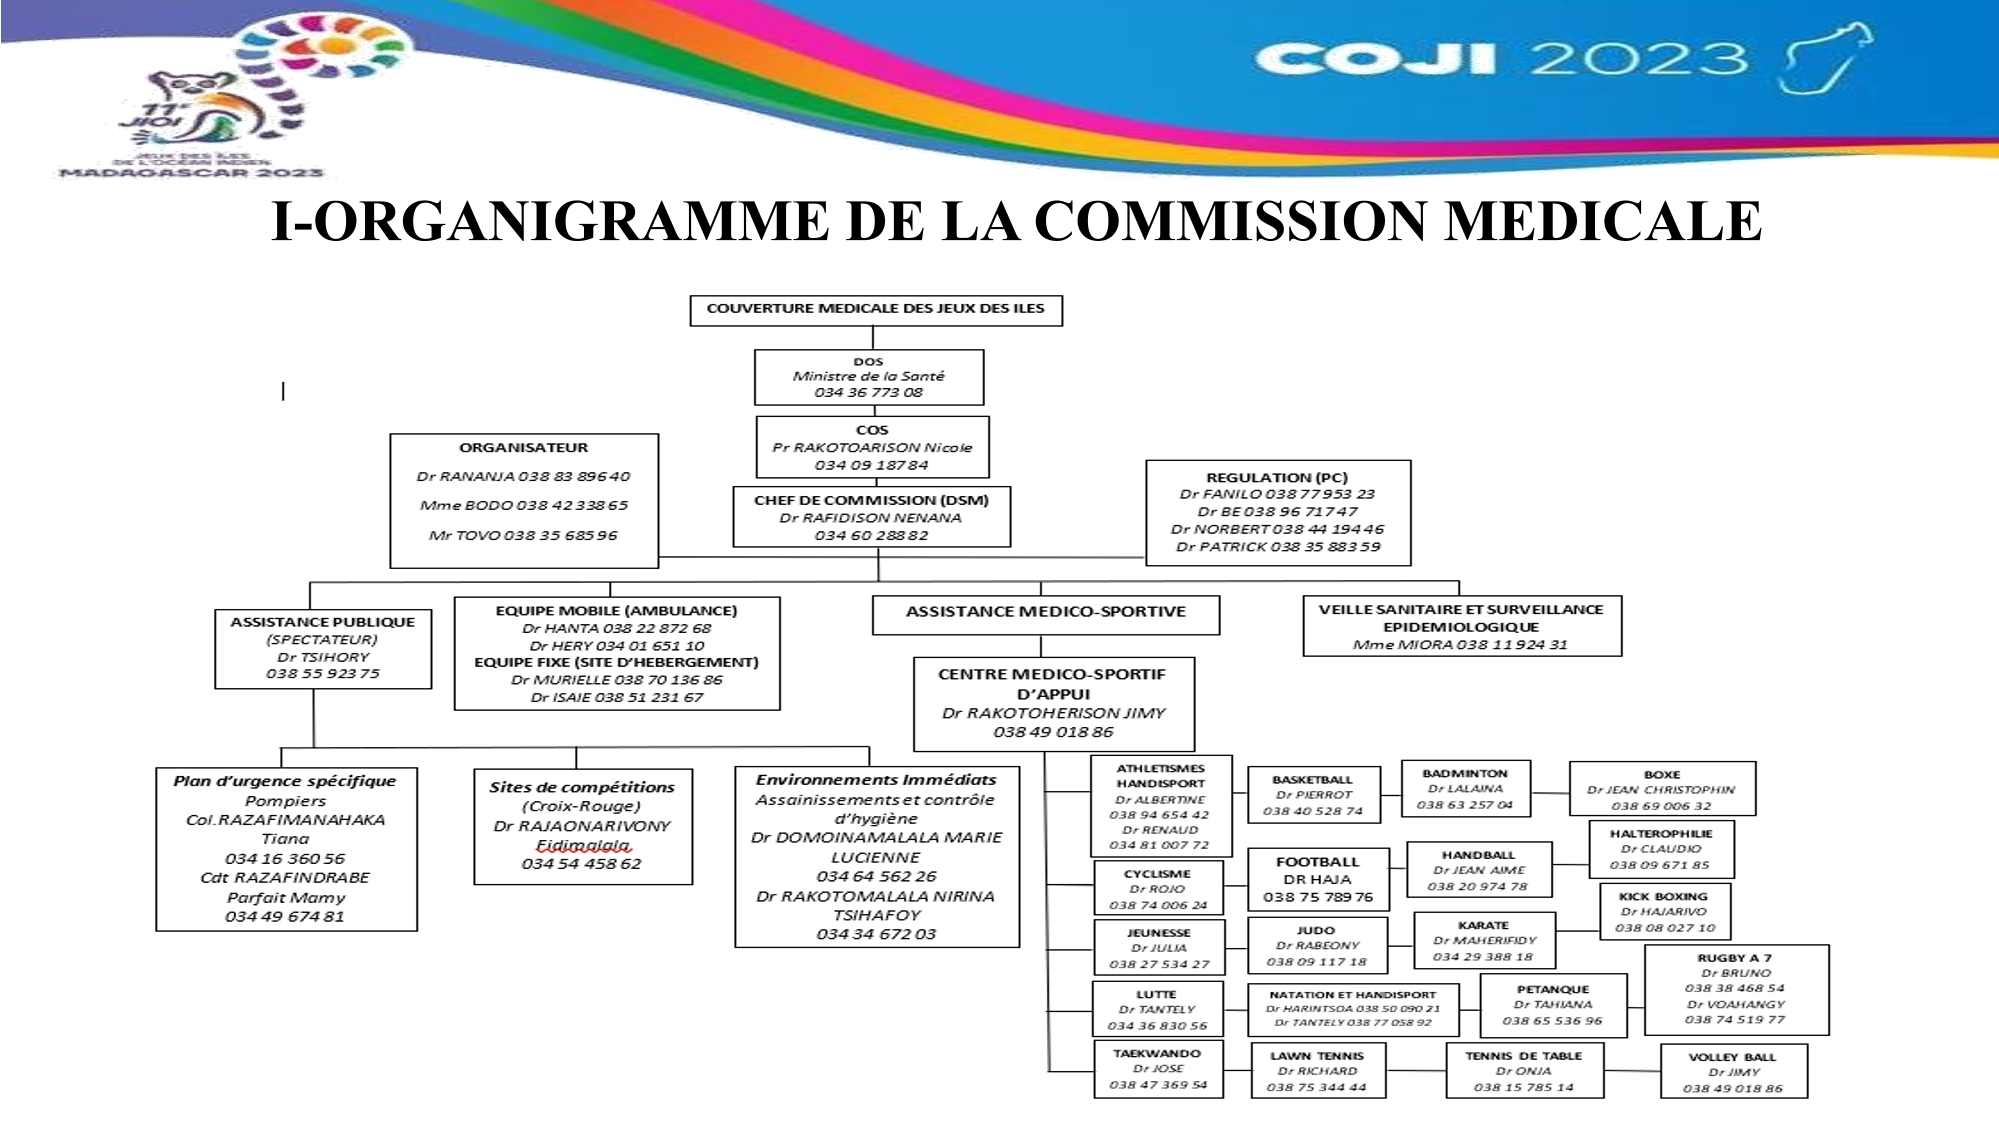 COJI 2023
11e
JIOI
JEUX DES ÎLES
DE L'OCÉAN INDIEN
MADAGASCAR 2023
I-ORGANIGRAMME DE LA COMMISSION MEDICALE
COUVERTURE MEDICALE DES JEUX DES ILES
DOS
Ministre de la Santé
034 36 773 08
COS
Pr RAKOTOARISON Nicole
034 09 187 84
ORGANISATEUR
Dr RANANJA 038 83 896 40
Mme BODO 038 42 338 65
Mr TOVO 038 35 685 96
CHEF DE COMMISSION (DSM)
Dr RAFIDISON NENANA
034 60 288 82
REGULATION (PC)
Dr FANILO 038 77 953 23
Dr BE 038 96 717 47
Dr NORBERT 038 44 194 46
Dr PATRICK 038 35 883 59
ASSISTANCE PUBLIQUE
(SPECTATEUR)
Dr TSIHORY
038 55 923 75
EQUIPE MOBILE (AMBULANCE)
Dr HANTA 038 22 872 68
Dr HERY 034 01 651 10
EQUIPE FIXE (SITE D'HEBERGEMENT)
Dr MURIELLE 038 70 136 86
Dr ISAIE 038 51 231 67
ASSISTANCE MEDICO-SPORTIVE
VEILLE SANITAIRE ET SURVEILLANCE
EPIDEMIOLOGIQUE
Mme MIORA 038 11 924 31
CENTRE MEDICO-SPORTIF
D'APPUI
Dr RAKOTOHERISON JIMY
038 49 018 86
Plan d'urgence spécifique
Pompiers
Col.RAZAFIMANAHAKA
Tiana
034 16 360 56
Cdt RAZAFINDRABE
Parfait Mamy
034 49 674 81
Sites de compétitions
(Croix-Rouge)
Dr RAJAONARIVONY
Fidimalala
034 54 458 62
Environnements Immédiats
Assainissements et contrôle
d'hygiène
Dr DOMOINAMALALA MARIE
LUCIENNE
034 64 562 26
Dr RAKOTOMALALA NIRINA
TSIHAFOY
034 34 672 03
ATHLETISMES
HANDISPORT
Dr ALBERTINE
038 94 654 42
Dr RENAUD
034 81 007 72
BASKETBALL
Dr PIERROT
038 40 528 74
BADMINTON
Dr LALAINA
038 63 257 04
BOXE
Dr JEAN CHRISTOPHIN
038 69 006 32
CYCLISME
Dr ROJO
038 74 006 24
FOOTBALL
DR HAJA
038 75 789 76
HANDBALL
Dr JEAN AIME
038 20 974 78
HALTEROPHILIE
Dr CLAUDIO
038 09 671 85
JEUNESSE
Dr JULIA
038 27 534 27
JUDO
Dr RABEONY
038 09 117 18
KARATE
Dr MAHERIFIDY
034 29 388 18
KICK BOXING
Dr HAJARIVO
038 08 027 10
LUTTE
Dr TANTELY
034 36 830 56
NATATION ET HANDISPORT
Dr HARINTSOA 038 50 090 21
Dr TANTELY 038 77 058 92
PETANQUE
Dr TAHIANA
038 65 536 96
RUGBY A 7
Dr BRUNO
038 38 468 54
Dr VOAHANGY
038 74 519 77
TAEKWANDO
Dr JOSE
038 47 369 54
LAWN TENNIS
Dr RICHARD
038 75 344 44
TENNIS DE TABLE
Dr ONJA
038 15 785 14
VOLLEY BALL
Dr JIMY
038 49 018 86